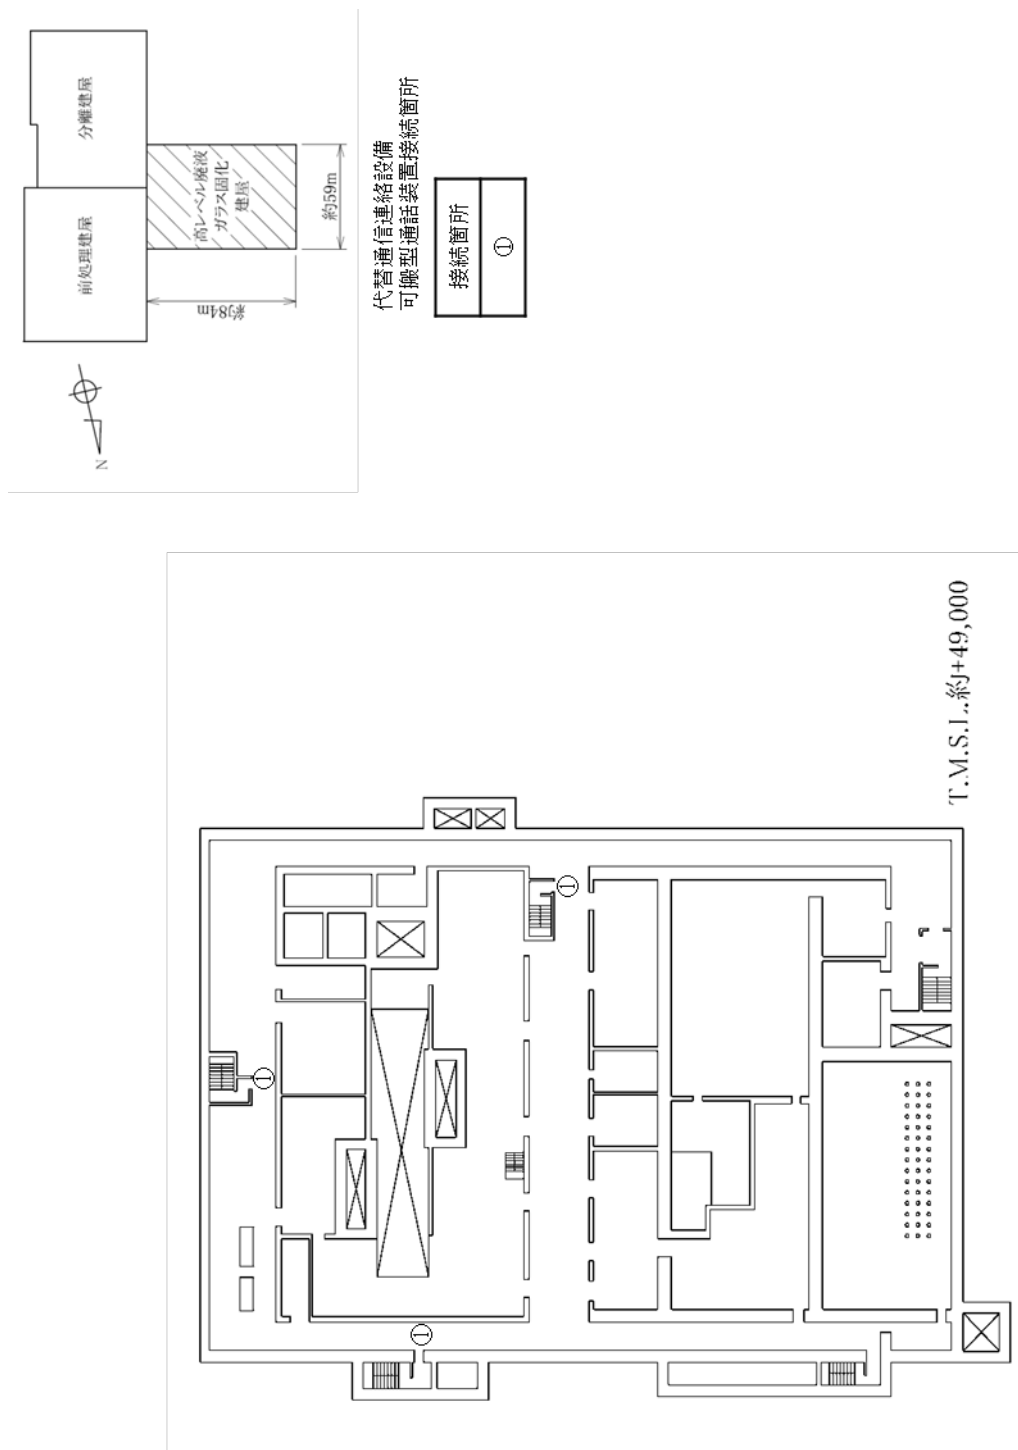 分離建屋
前処理建屋
高レベル廃液
ガラス固化
建屋
約59m
約84m
N
代替通信連絡設備
可搬型通話装置接続箇所
接続箇所
①
T.M.S.L.約+49,000
①
①
①